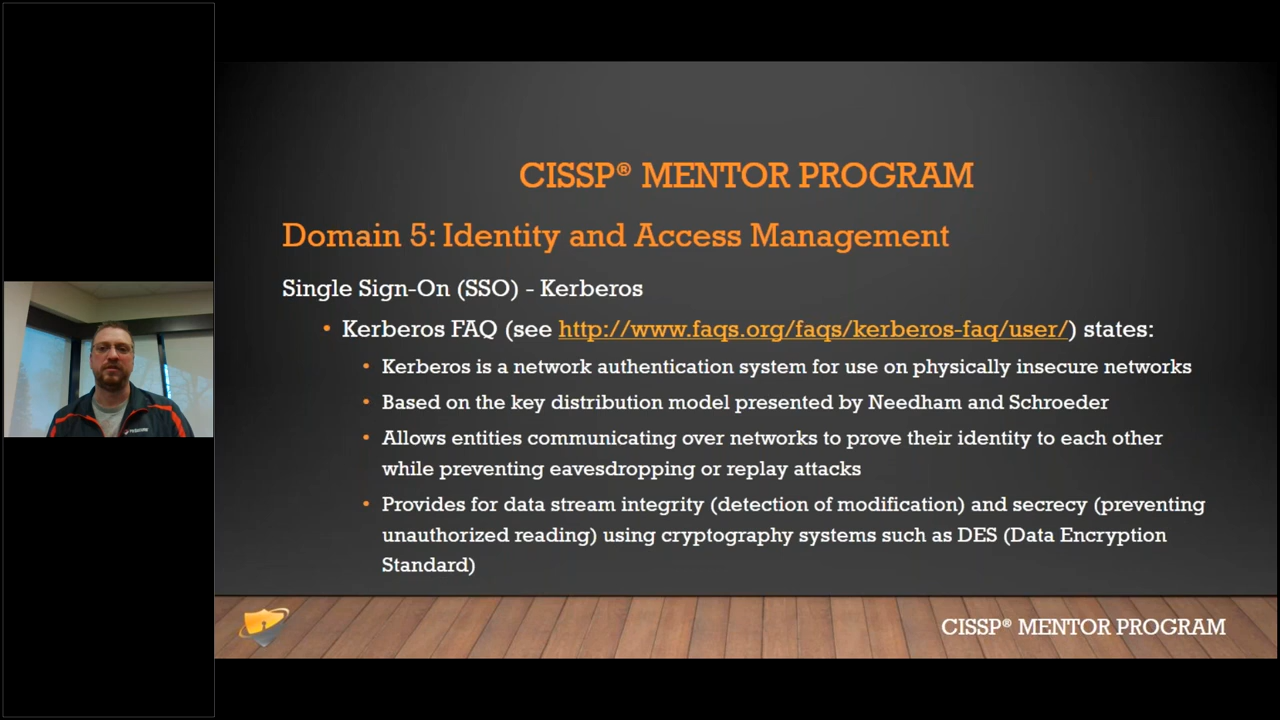 CISSP® MENTOR PROGRAM
Domain 5: Identity and Access Management
Single Sign-On (SSO) - Kerberos
• Kerberos FAQ (see http://www.faqs.org/faqs/kerberos-faq/user/) states:
• Kerberos is a network authentication system for use on physically insecure networks
• Based on the key distribution model presented by Needham and Schroeder
• Allows entities communicating over networks to prove their identity to each other
while preventing eavesdropping or replay attacks
• Provides for data stream integrity (detection of modification) and secrecy (preventing
unauthorized reading) using cryptography systems such as DES (Data Encryption
Standard)
CISSP® MENTOR PROGRAM